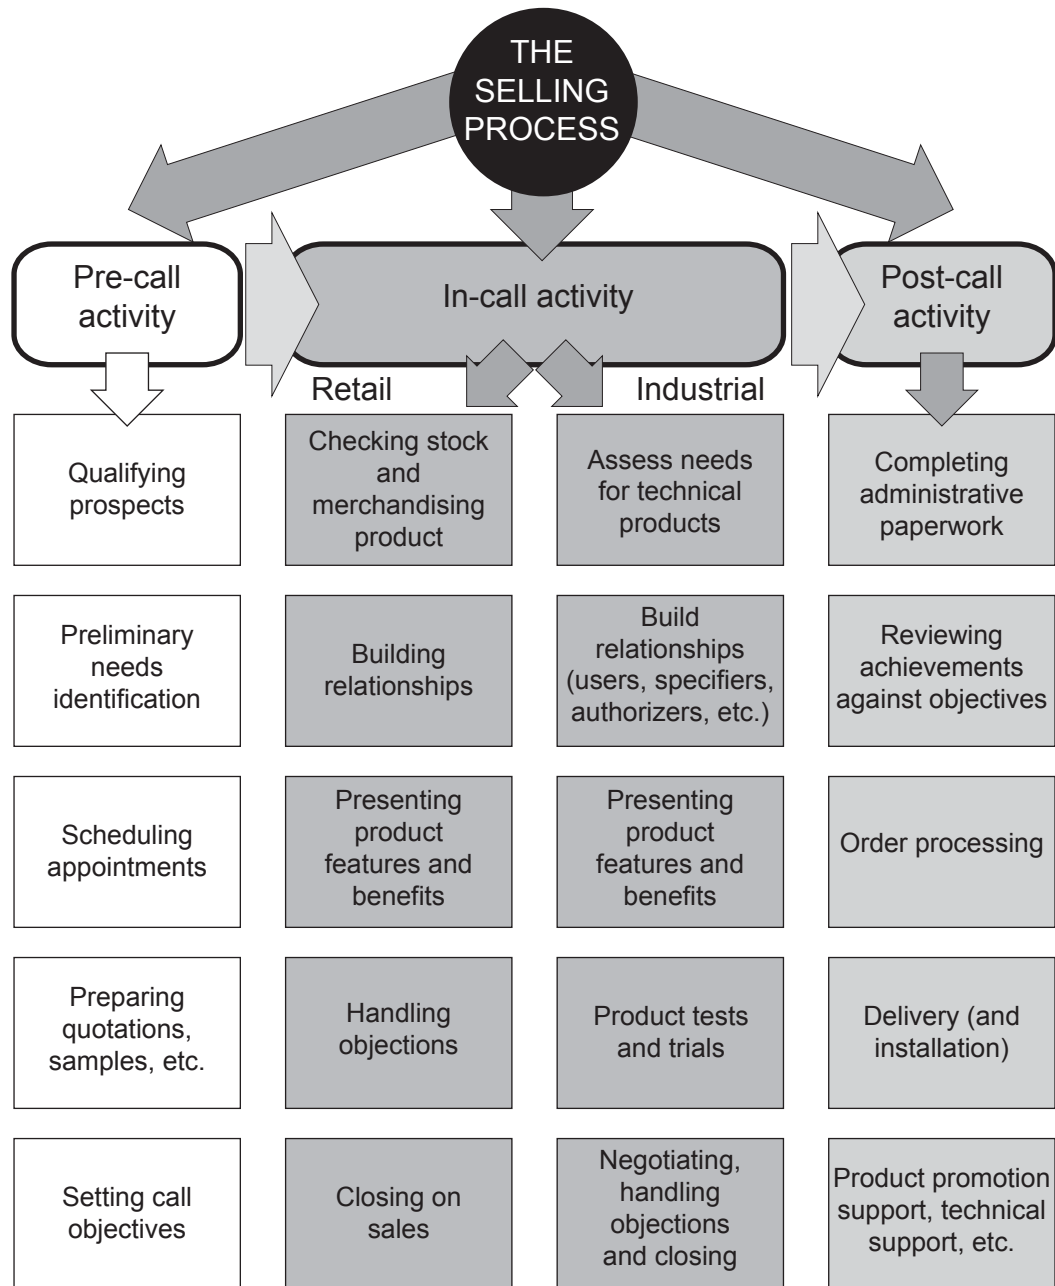 THE
SELLING
PROCESS
Pre-call
activity
In-call activity
Post-call
activity
Retail
Industrial
Qualifying
prospects
Checking stock
and
merchandising
product
Assess needs
for technical
products
Completing
administrative
paperwork
Preliminary
needs
identification
Building
relationships
Build
relationships
(users, specifiers,
authorizers, etc.)
Reviewing
achievements
against objectives
Scheduling
appointments
Presenting
product
features and
benefits
Presenting
product
features and
benefits
Order processing
Preparing
quotations,
samples, etc.
Handling
objections
Product tests
and trials
Delivery (and
installation)
Setting call
objectives
Closing on
sales
Negotiating,
handling
objections
and closing
Product promotion
support, technical
support, etc.